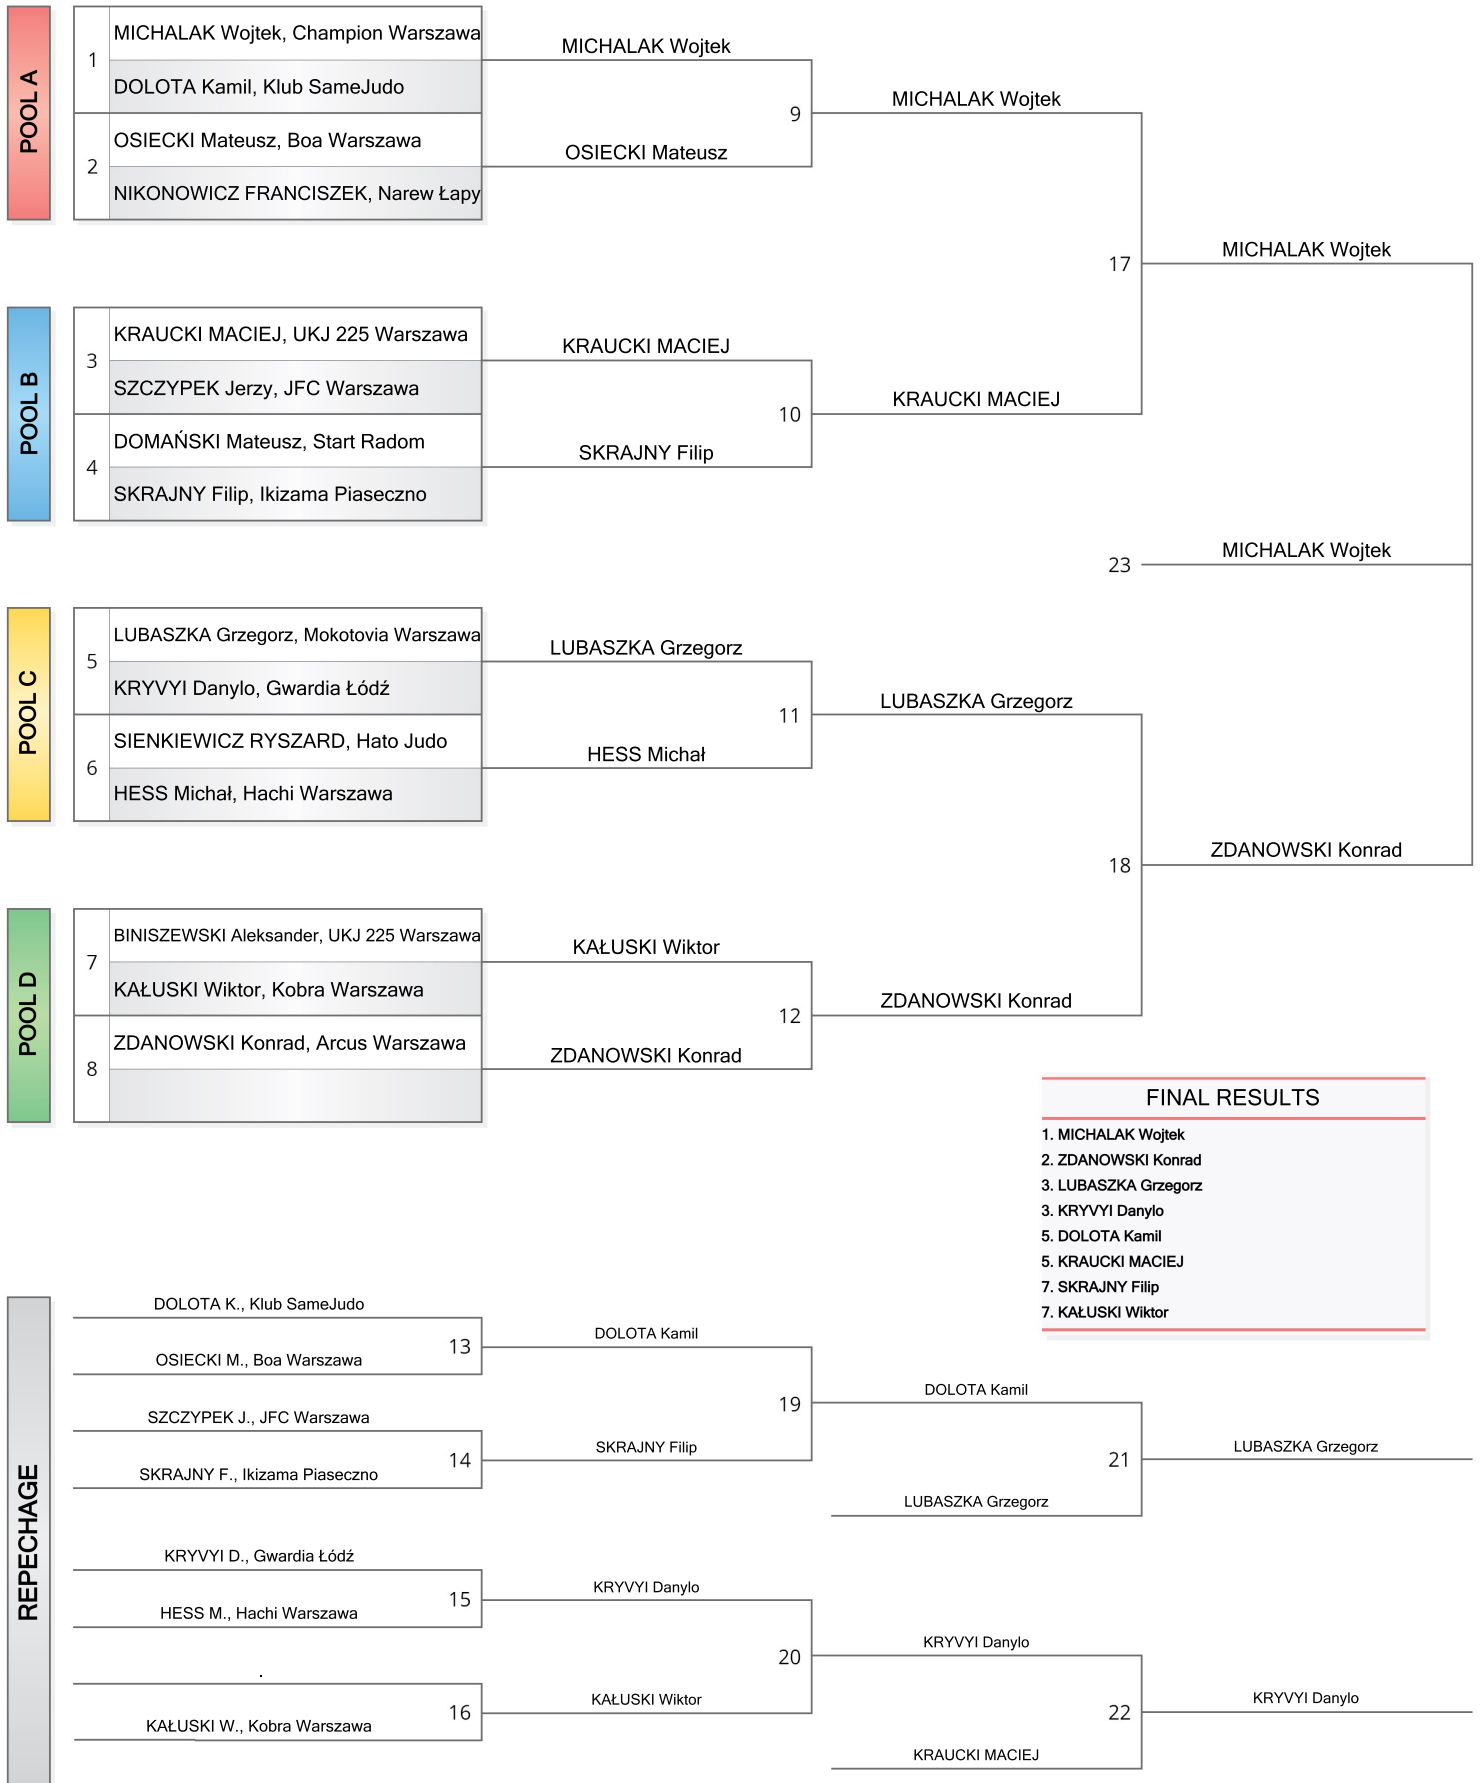 POOL A
1
MICHALAK Wojtek, Champion Warszawa
DOLOTA Kamil, Klub SameJudo
2
OSIECKI Mateusz, Boa Warszawa
NIKONOWICZ FRANCISZEK, Narew Łapy
MICHALAK Wojtek
9
OSIECKI Mateusz
MICHALAK Wojtek
17
MICHALAK Wojtek
POOL B
3
KRAUCKI MACIEJ, UKJ 225 Warszawa
SZCZYPEK Jerzy, JFC Warszawa
4
DOMAŃSKI Mateusz, Start Radom
SKRAJNY Filip, Ikizama Piaseczno
KRAUCKI MACIEJ
10
SKRAJNY Filip
KRAUCKI MACIEJ
23
MICHALAK Wojtek
POOL C
5
LUBASZKA Grzegorz, Mokotovia Warszawa
KRYVYI Danylo, Gwardia Łódź
6
SIENKIEWICZ RYSZARD, Hato Judo
HESS Michał, Hachi Warszawa
LUBASZKA Grzegorz
11
HESS Michał
LUBASZKA Grzegorz
18
ZDANOWSKI Konrad
POOL D
7
BINISZEWSKI Aleksander, UKJ 225 Warszawa
KAŁUSKI Wiktor, Kobra Warszawa
8
ZDANOWSKI Konrad, Arcus Warszawa
KAŁUSKI Wiktor
12
ZDANOWSKI Konrad
ZDANOWSKI Konrad
FINAL RESULTS
1. MICHALAK Wojtek
2. ZDANOWSKI Konrad
3. LUBASZKA Grzegorz
3. KRYVYI Danylo
5. DOLOTA Kamil
5. KRAUCKI MACIEJ
7. SKRAJNY Filip
7. KAŁUSKI Wiktor
REPECHAGE
DOLOTA K., Klub SameJudo
13
OSIECKI M., Boa Warszawa
SZCZYPEK J., JFC Warszawa
14
SKRAJNY F., Ikizama Piaseczno
DOLOTA Kamil
19
SKRAJNY Filip
DOLOTA Kamil
21
LUBASZKA Grzegorz
LUBASZKA Grzegorz
KRYVYI D., Gwardia Łódź
15
HESS M., Hachi Warszawa
.
16
KAŁUSKI W., Kobra Warszawa
KRYVYI Danylo
20
KAŁUSKI Wiktor
KRYVYI Danylo
22
KRAUCKI MACIEJ
KRYVYI Danylo